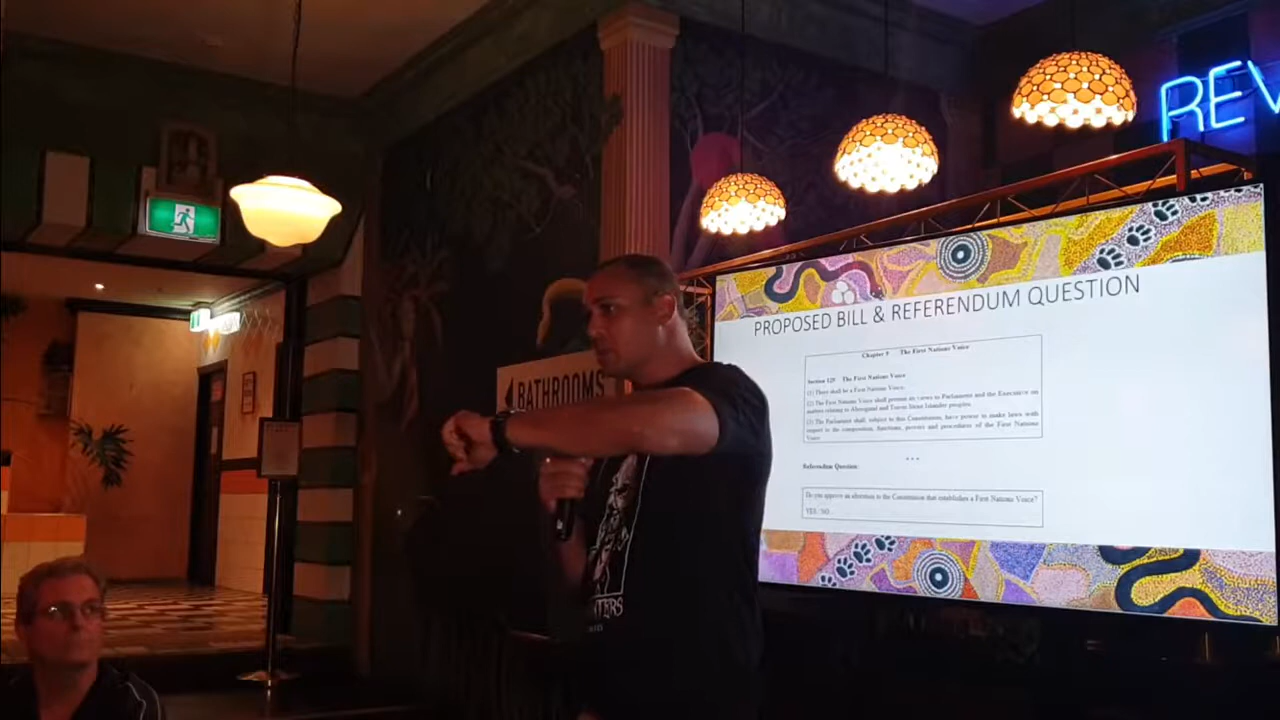 REV
PROPOSED BILL & REFERENDUM QUESTION
Chapter 9 The First Nations Voice
Section 129 The First Nations Voice
(1) There shall be a First Nations Voice.
(2) The First Nations Voice shall present its views to Parliament and the Executive on
matters relating to Aboriginal and Torres Strait Islander peoples.
(3) The Parliament shall, subject to this Constitution, have power to make laws with
respect to the composition, functions, powers and procedures of the First Nations
Voice.
...
Referendum Question:
Do you approve an alteration to the Constitution that establishes a First Nations Voice?
YES / NO
BATHROOMS